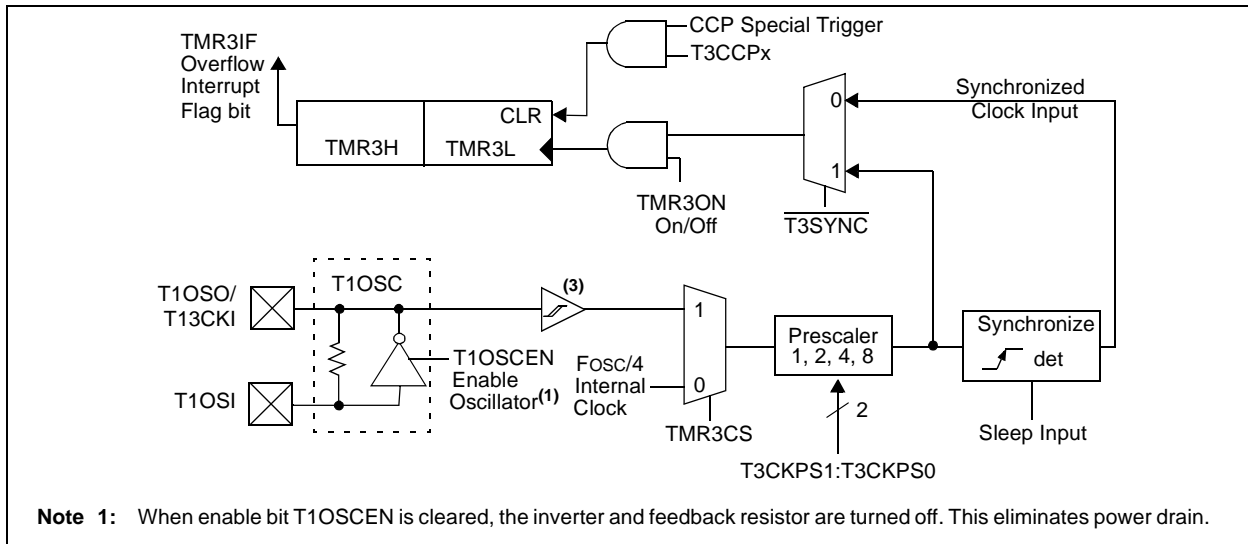 CCP Special Trigger
T3CCPx
TMR3IF
Overflow
Interrupt
Flag bit
CLR
TMR3H
TMR3L
TMR3ON
On/Off
0
1
T3SYNC
Synchronized
Clock Input
T1OSC
T1OSO/
T13CKI
T1OSI
T1OSCEN
Enable
Oscillator(1)
(3)
FOSC/4
Internal
Clock
1
0
TMR3CS
Prescaler
1, 2, 4, 8
2
T3CKPS1:T3CKPS0
Synchronize
det
Sleep Input
Note 1: When enable bit T1OSCEN is cleared, the inverter and feedback resistor are turned off. This eliminates power drain.